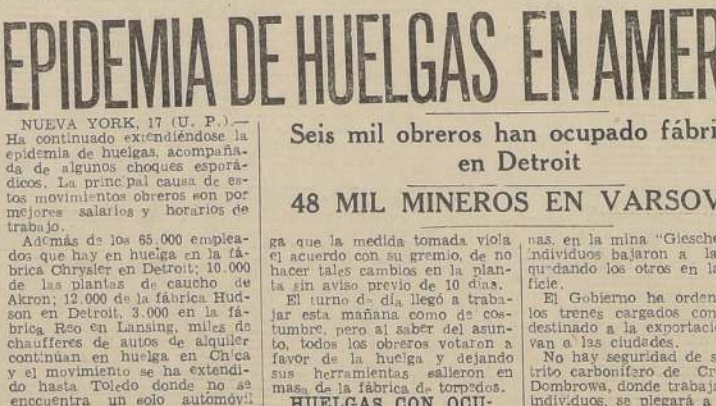 EPIDEMIA DE HUELGAS EN AMER
NUEVA YORK, 17 (U. P.).—
Ha continuado extendiéndose la
epidemia de huelgas, acompaña-
da de algunos choques esporá-
dicos. La principal causa de es-
tos movimientos obreros son por
mejores salarios y horarios de
trabajo.
Además de los 65.000 emplea-
dos que hay en huelga en la fá-
brica Chrysler en Detroit; 10.000
de las plantas de caucho de
Akron; 12.000 de la fábrica Hud-
son en Detroit, 3.000 en la fá-
brica Reo en Lansing, miles de
chaufferes de autos de alquiler
continúan en huelga en Chica
y el movimiento se ha extendi-
do hasta Toledo donde no se
enccuentra un solo automóvil
Seis mil obreros han ocupado fábri
en Detroit
48 MIL MINEROS EN VARSOV
ga que la medida tomada viola
el acuerdo con su gremio, de no
hacer tales cambios en la plan-
ta sin aviso previo de 10 días.
El turno de día llegó a traba-
jar esta mañana como de cos-
tumbre, pero al saber del asun-
to, todos los obreros votaron a
favor de la huelga y dejando
sus herramientas salieron en
masa de la fábrica de torpedos.
HUELGAS CON OCU-
nas, en la mina "Giesche
individuos bajaron a la
quedando los otros en la
ficie.
El Gobierno ha orden
los trenes cargados con
destinado a la exportació
van a las ciudades.
No hay seguridad de s
trito carbonífero de Cr
Dombrowa, donde trabaj
individuos, se plegará a